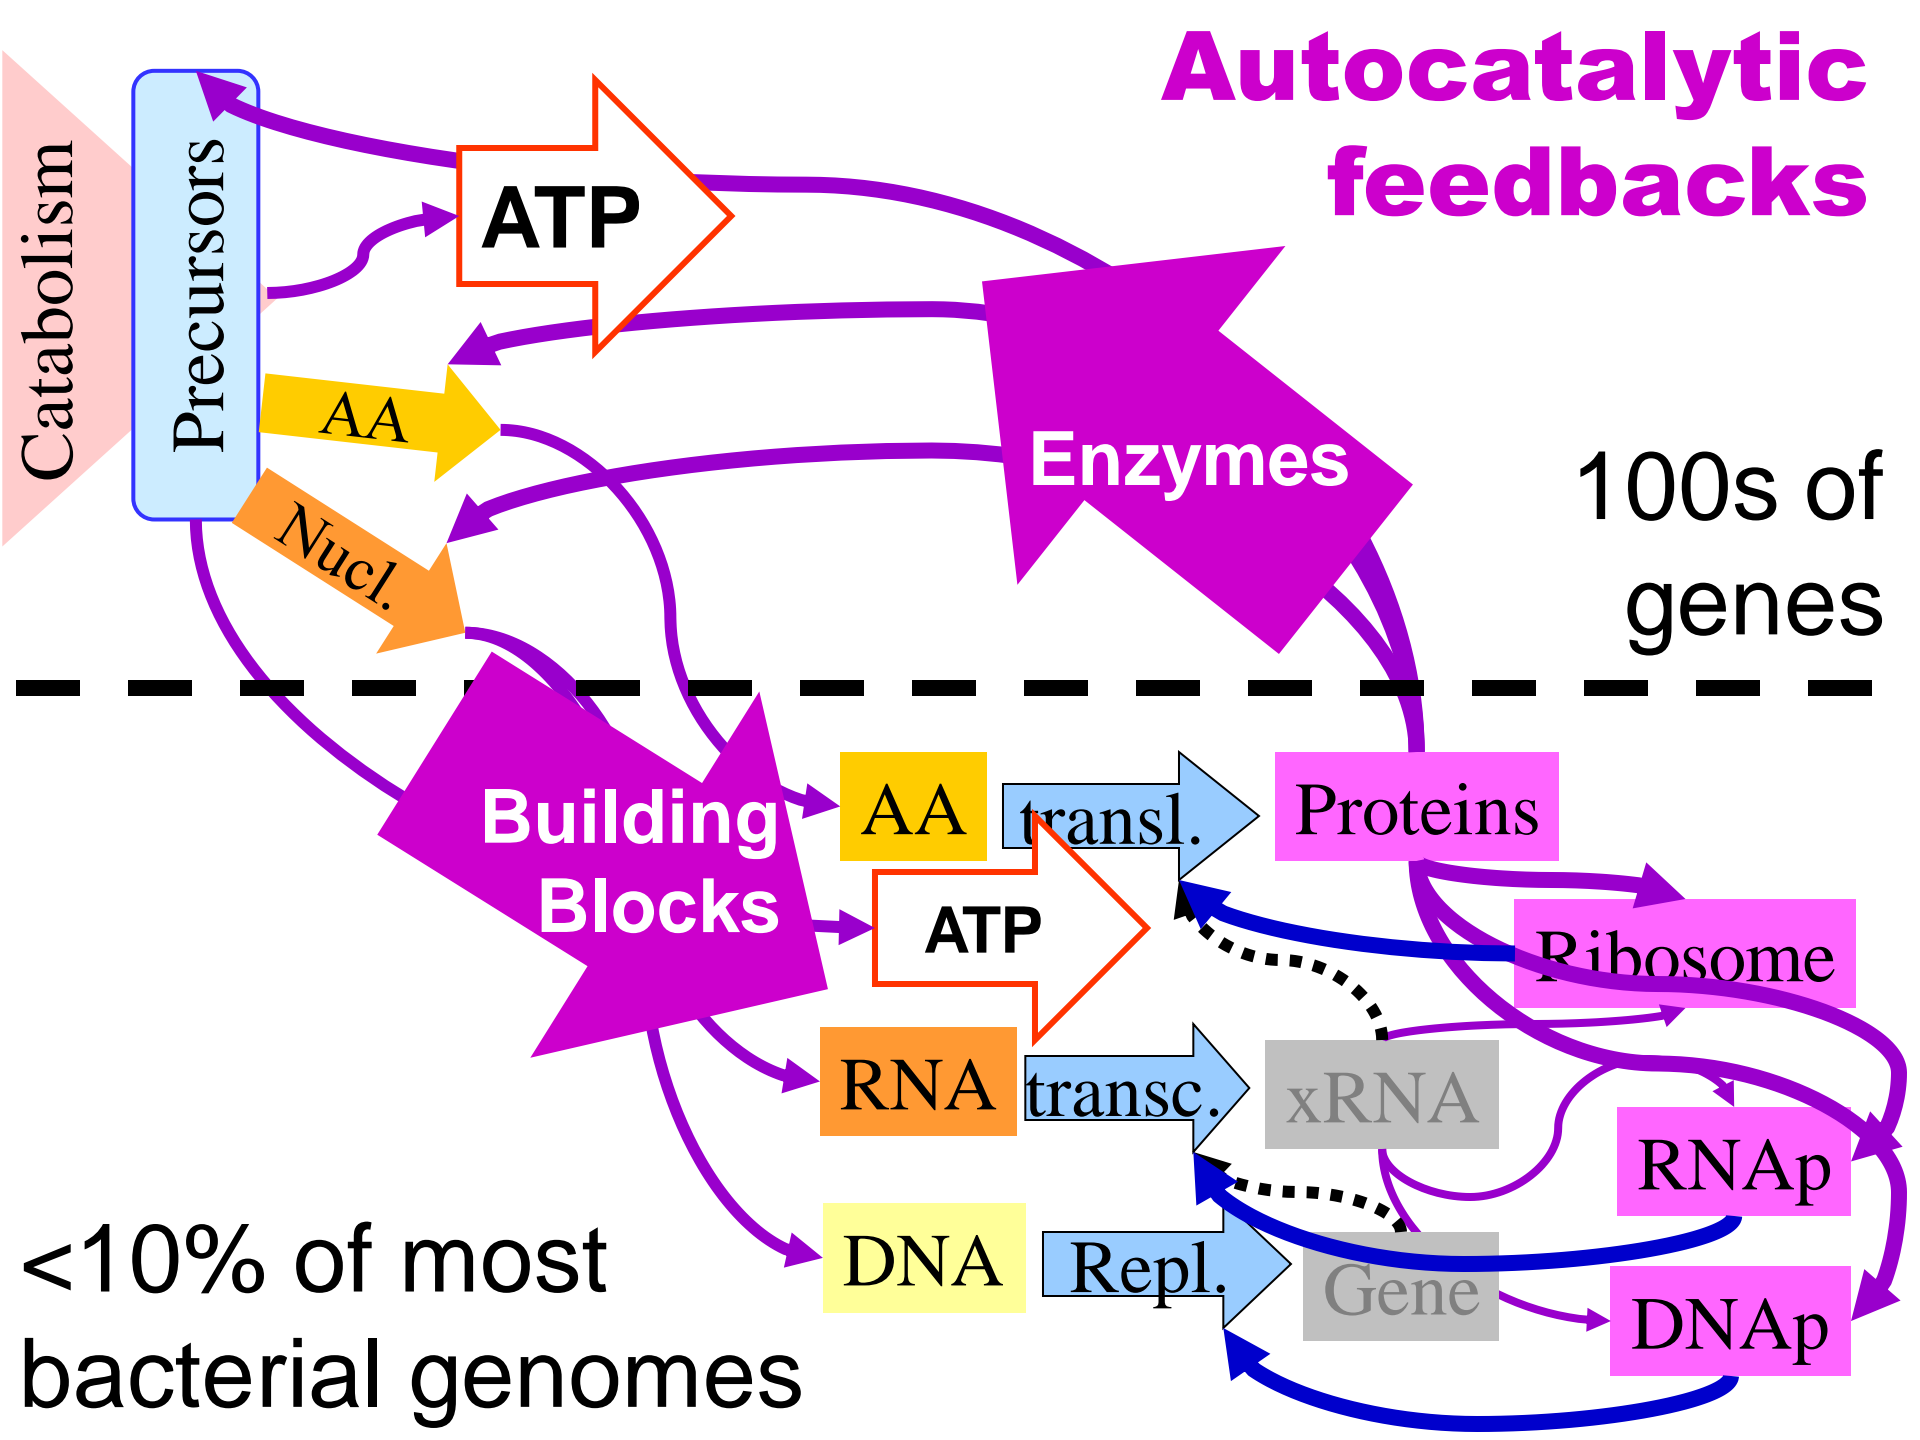 Autocatalytic
feedbacks
Catabolism
Precursors
ATP
AA
Nucl.
Enzymes
100s of
genes
Building
Blocks
AA
transl.
Proteins
ATP
Ribosome
RNA
transc.
xRNA
RNAp
DNA
Repl.
Gene
DNAp
<10% of most
bacterial genomes